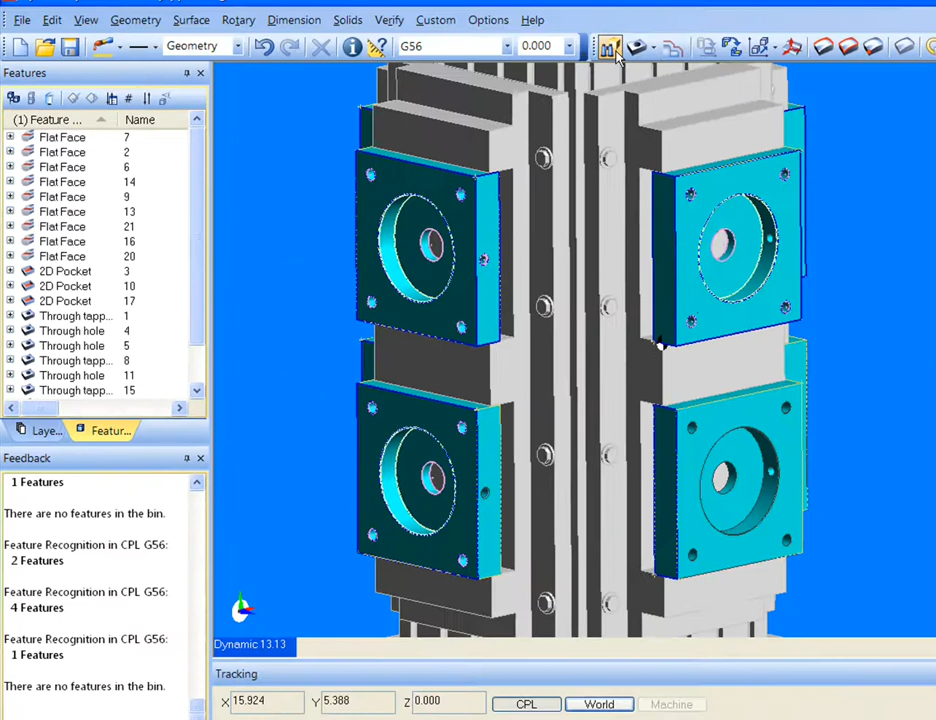 File Edit View Geometry Surface Rotary Dimension Solids Verify Custom Options Help
Geometry G56 0.000
Features
(1) Feature ... Name
Flat Face 7
Flat Face 2
Flat Face 6
Flat Face 14
Flat Face 9
Flat Face 13
Flat Face 21
Flat Face 16
Flat Face 20
2D Pocket 3
2D Pocket 10
2D Pocket 17
Through tapp... 1
Through hole 4
Through hole 5
Through tapp... 8
Through hole 11
Through tapp... 15
Laye... Featur...
Feedback
1 Features
There are no features in the bin.
Feature Recognition in CPL G56:
2 Features
Feature Recognition in CPL G56:
4 Features
Feature Recognition in CPL G56:
1 Features
There are no features in the bin.
Dynamic 13.13
Tracking
X 15.924 Y 5.388 Z 0.000 CPL World Machine